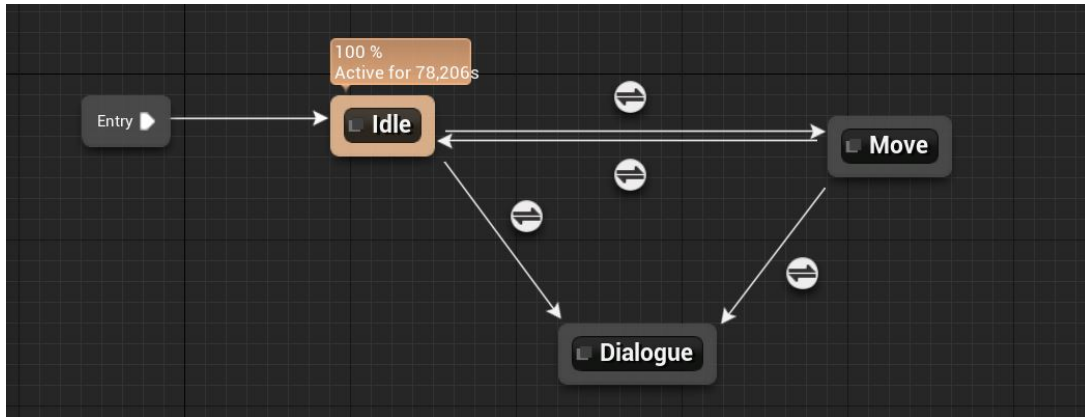 100 %
Active for 78,206s
Entry
Idle
Move
Dialogue